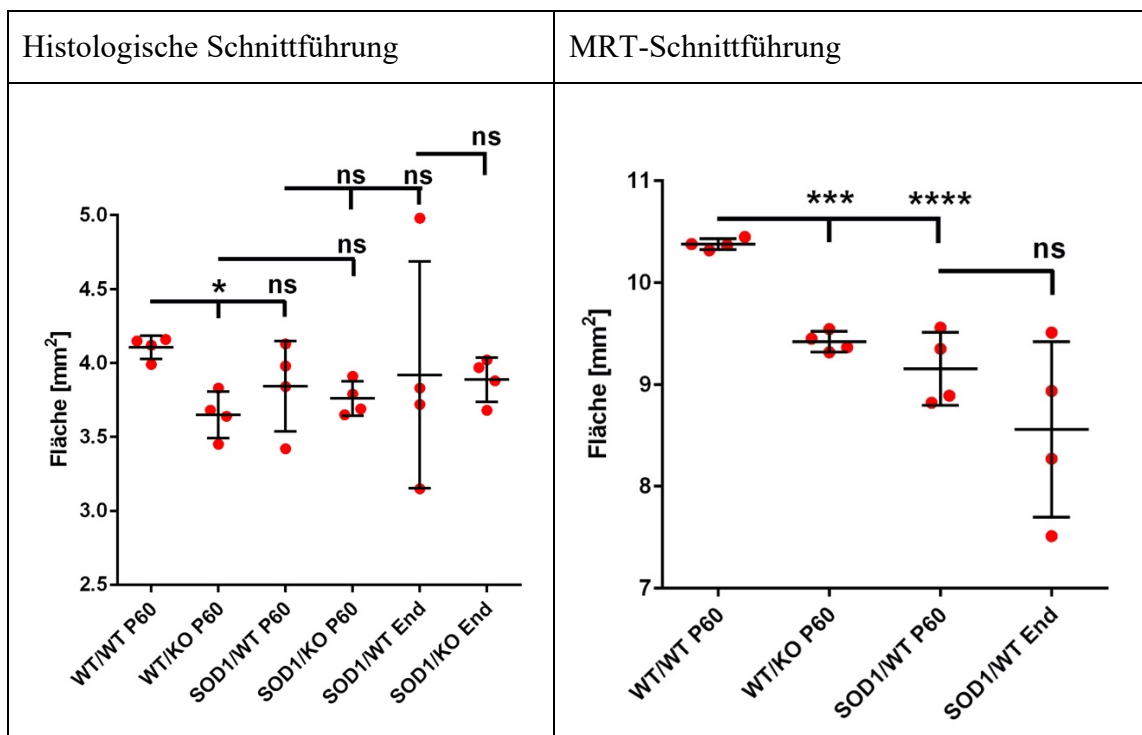 Histologische Schnittführung
MRT-Schnittführung
ns
ns ns
ns
* ns
5.0
4.5
4.0
3.5
3.0
2.5
Fläche [mm²]
WT/WT P60
WT/KO P60
SOD1/WT P60
SOD1/KO P60
SOD1/WT End
SOD1/KO End
*** ****
ns
11
10
9
8
7
Fläche [mm²]
WT/WT P60
WT/KO P60
SOD1/WT P60
SOD1/WT End